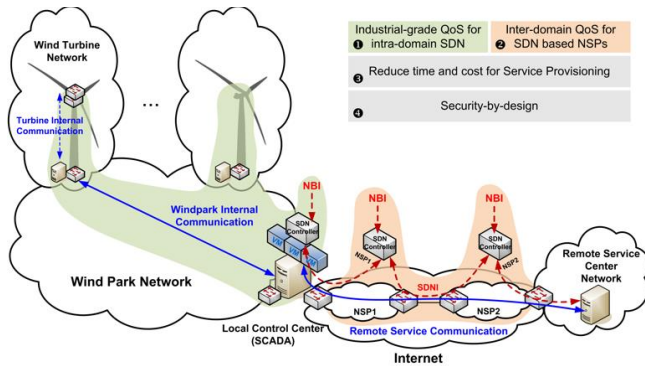 Industrial-grade QoS for
❶ intra-domain SDN
Inter-domain QoS for
❷ SDN based NSPs
❸ Reduce time and cost for Service Provisioning
❹ Security-by-design
Wind Turbine
Network
...
Turbine Internal
Communication
Windpark Internal
Communication
Wind Park Network
NBI
SDN
Controller
VM VM VM
Local Control Center
(SCADA)
NBI
SDN
Controller
NSP1
NBI
SDN
Controller
NSP2
SDNI
NSP1
NSP2
Remote Service Communication
Internet
Remote Service
Center
Network